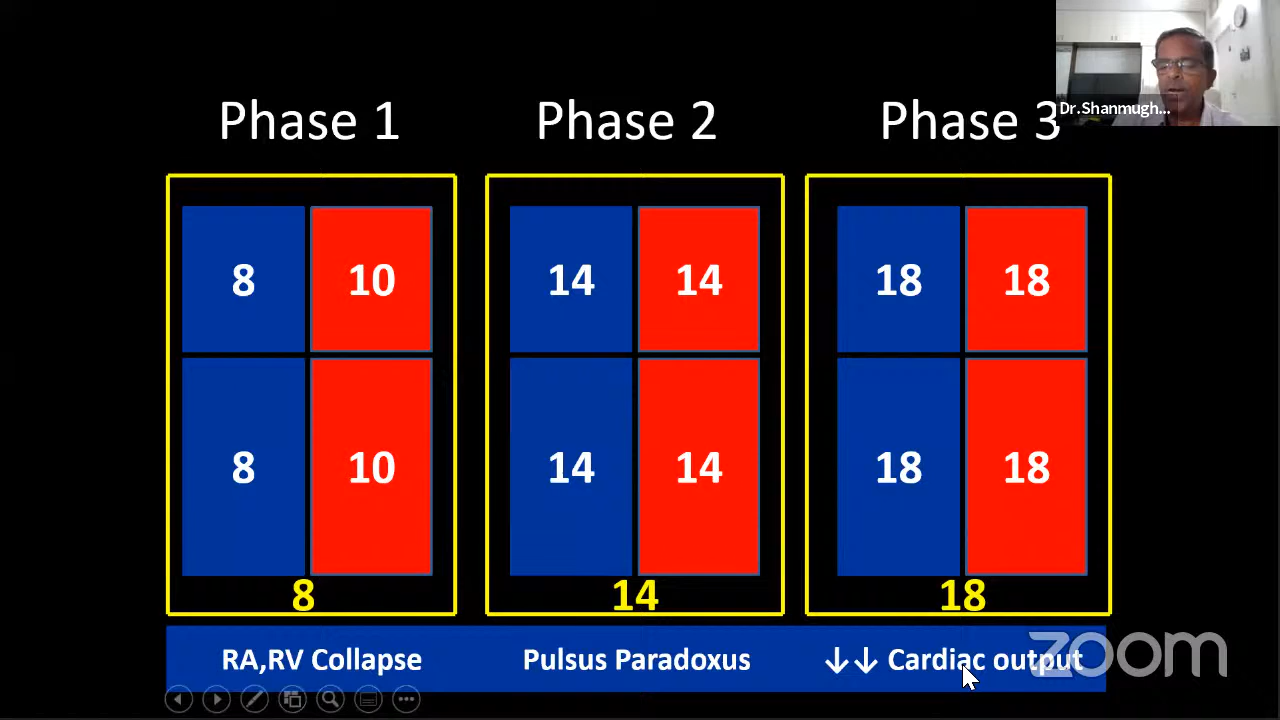 Phase 1 Phase 2 Phase 3
Dr.Shanmugh...
8 10 14 14 18 18
8 10 14 14 18 18
8 14 18
RA,RV Collapse Pulsus Paradoxus ↓↓ Cardiac output
zoom